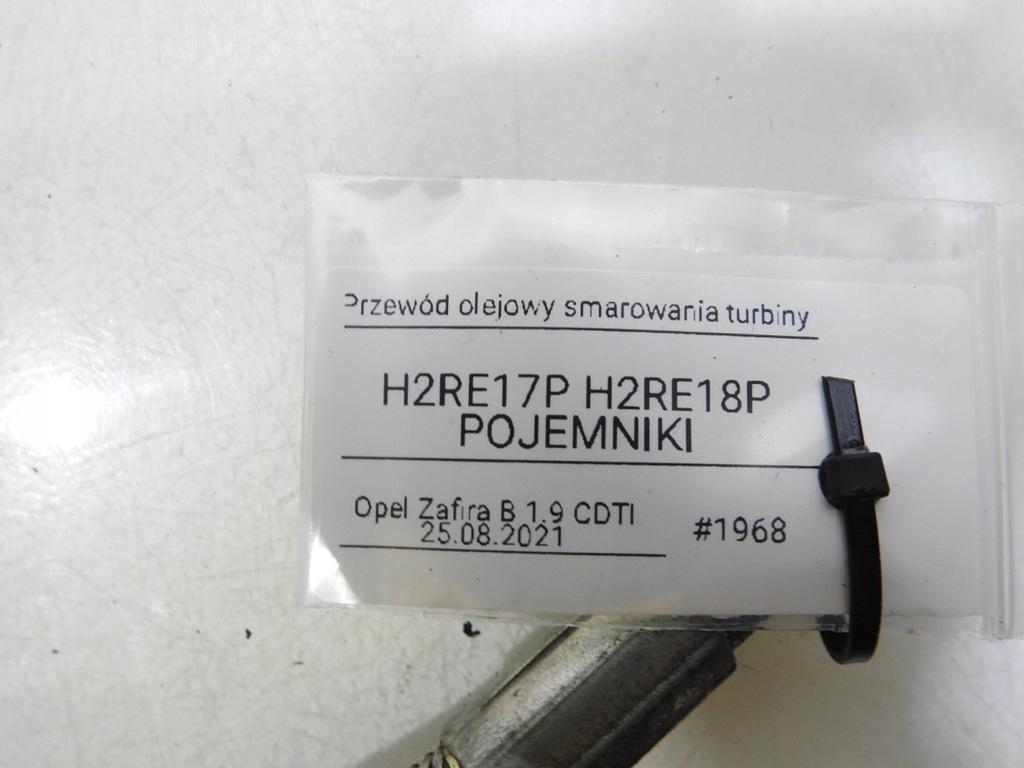 Przewód olejowy smarowania turbiny
H2RE17P H2RE18P
POJEMNIKI
Opel Zafira B 1.9 CDTI
25.08.2021
#1968